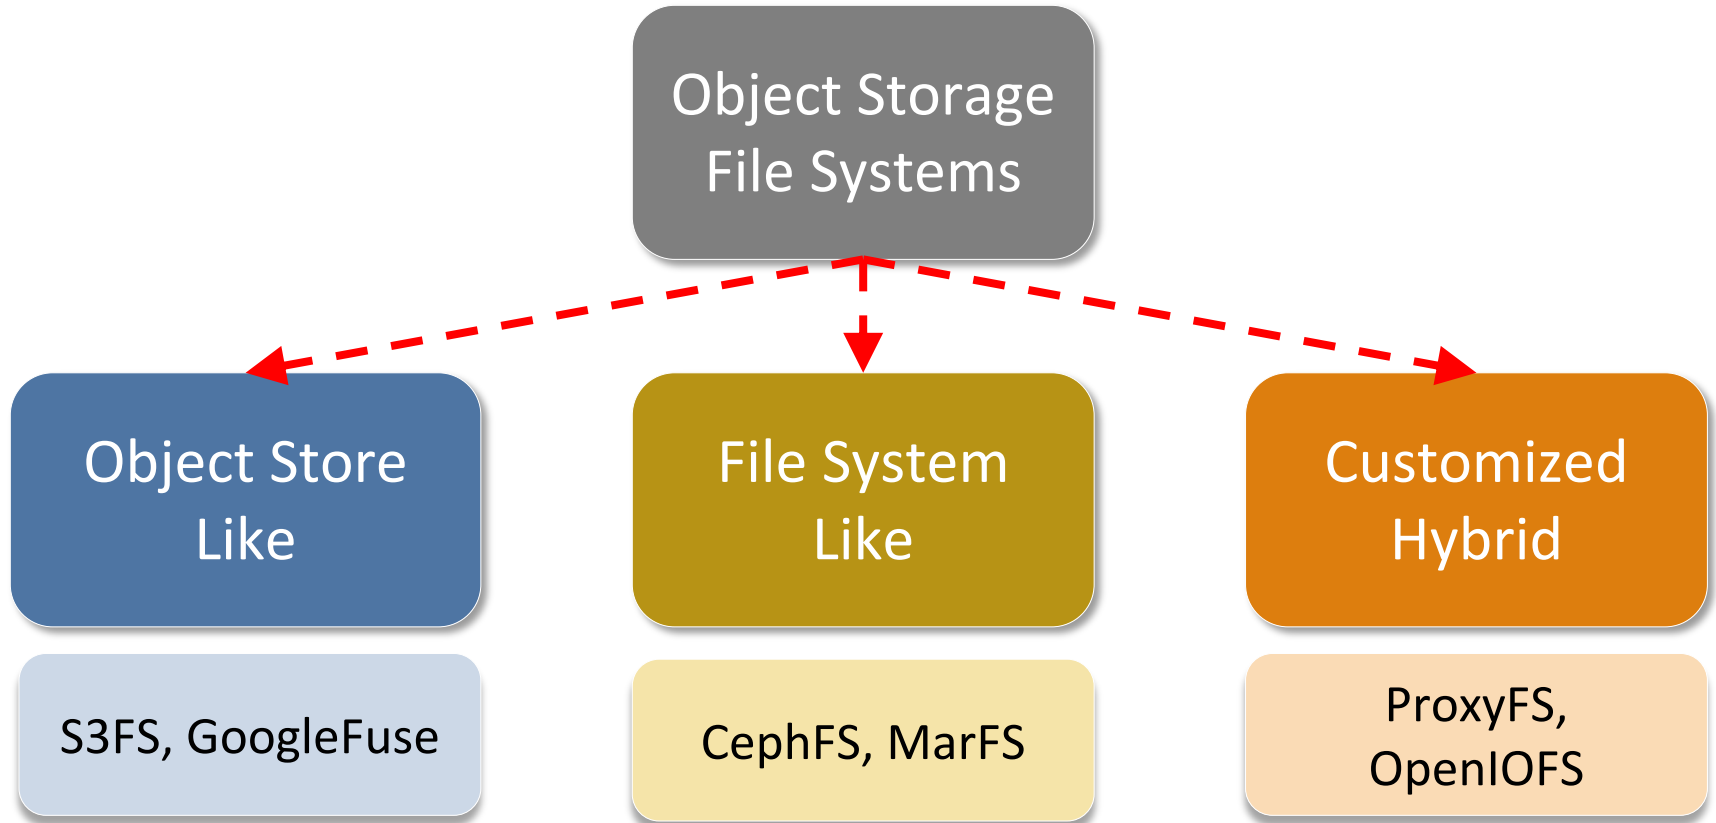 Object Storage
File Systems
Object Store
Like
File System
Like
Customized
Hybrid
S3FS, GoogleFuse
CephFS, MarFS
ProxyFS,
OpenIOFS